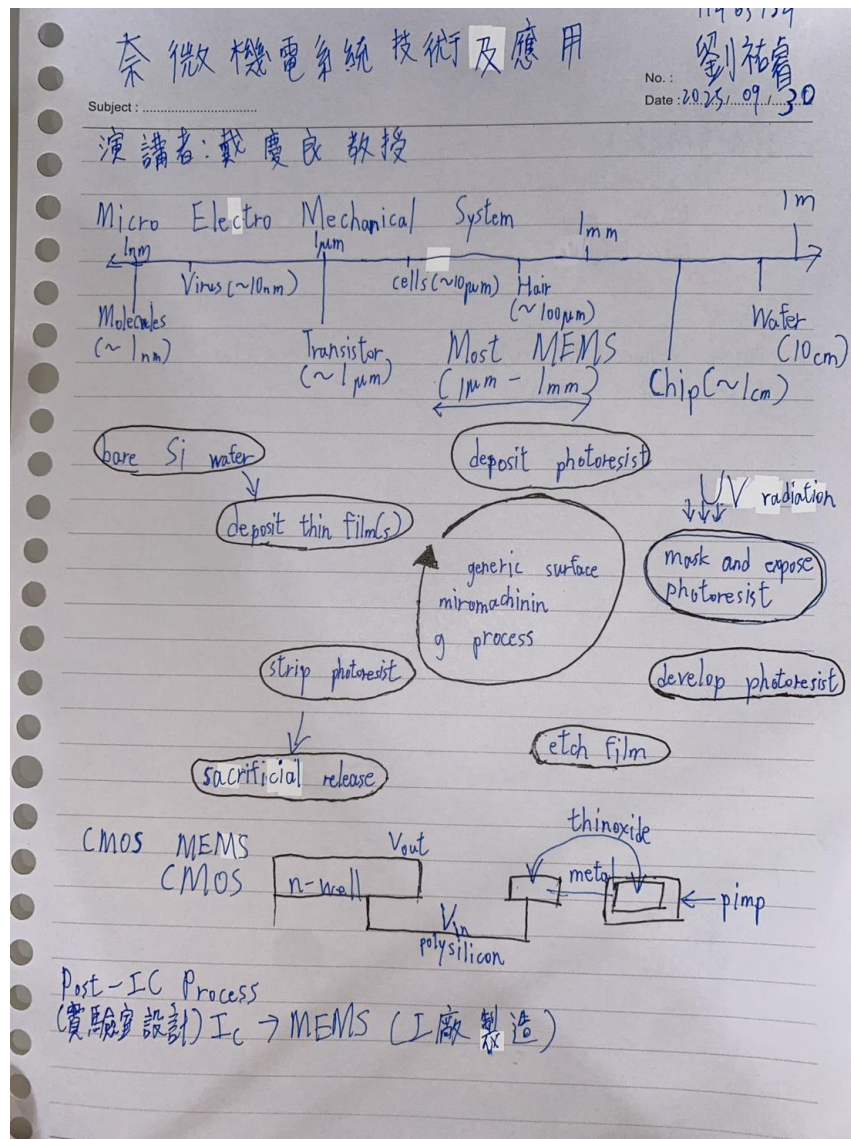 奈微機電系統技術及應用
劉祐睿
No. :
Subject :
Date : 2025/09/30
演講者:戴慶良教授
Micro Electro Mechanical System
1nm 1μm 1mm 1m
Virus (~10nm) cells (~10μm) Hair (~100μm)
Molecules (~1nm)
Transistor (~1μm)
Most MEMS (1μm - 1mm)
Chip (~1cm)
Wafer (10cm)
bare Si wafer
deposit thin film(s)
deposit photoresist
UV radiation
mask and expose photoresist
generic surface
miromachinin
g process
strip photoresist
develop photoresist
etch film
sacrificial release
CMOS MEMS
CMOS
n-well
Vout
Vin
polysilicon
thinoxide
metal
pimp
Post-IC Process
(實驗室設計) Ic → MEMS (工廠製造)